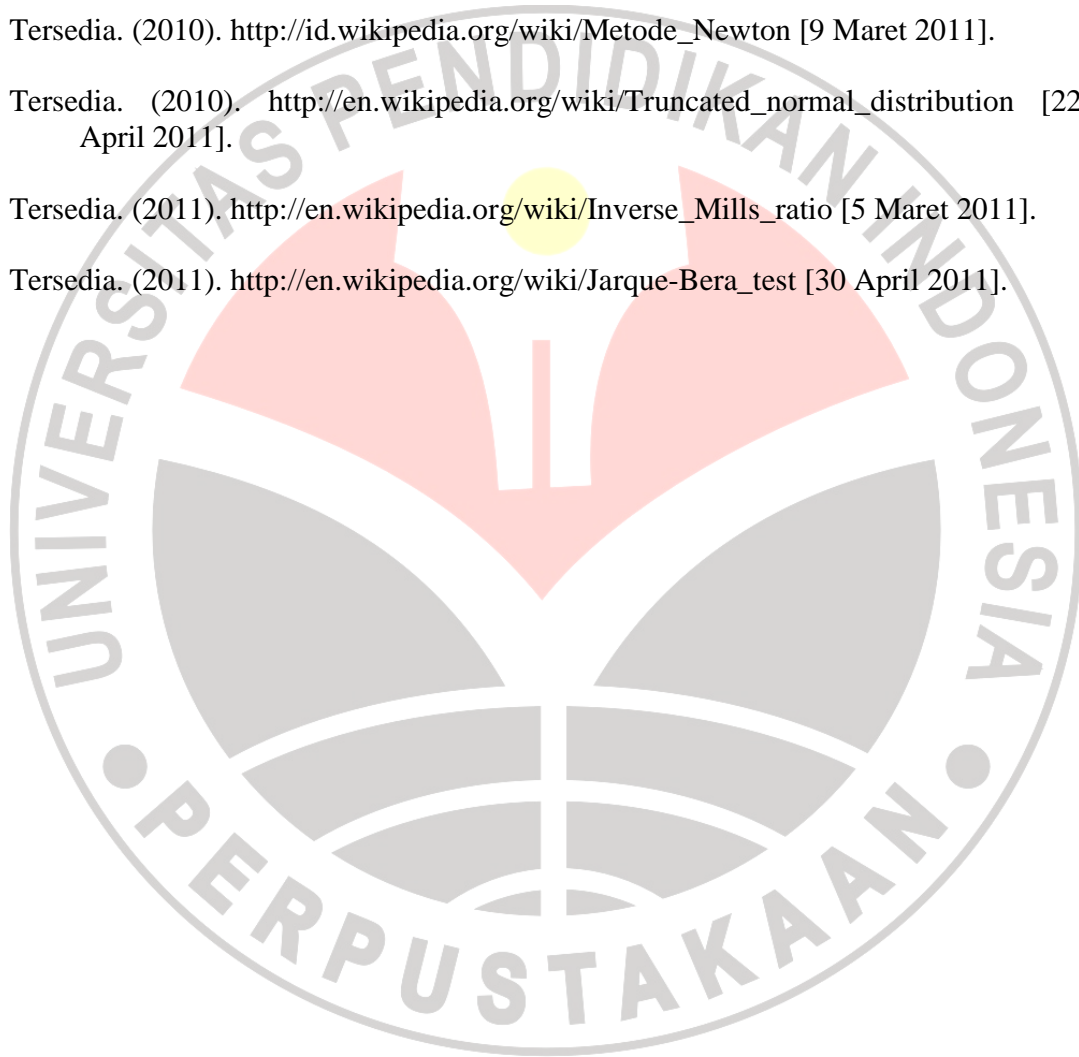 Tersedia. (2010). http://id.wikipedia.org/wiki/Metode_Newton [9 Maret 2011].
Tersedia. (2010). http://en.wikipedia.org/wiki/Truncated_normal_distribution [22
April 2011].
Tersedia. (2011). http://en.wikipedia.org/wiki/Inverse_Mills_ratio [5 Maret 2011].
Tersedia. (2011). http://en.wikipedia.org/wiki/Jarque-Bera_test [30 April 2011].
UNIVERSITAS PENDIDIKAN INDONESIA
PERPUSTAKAAN